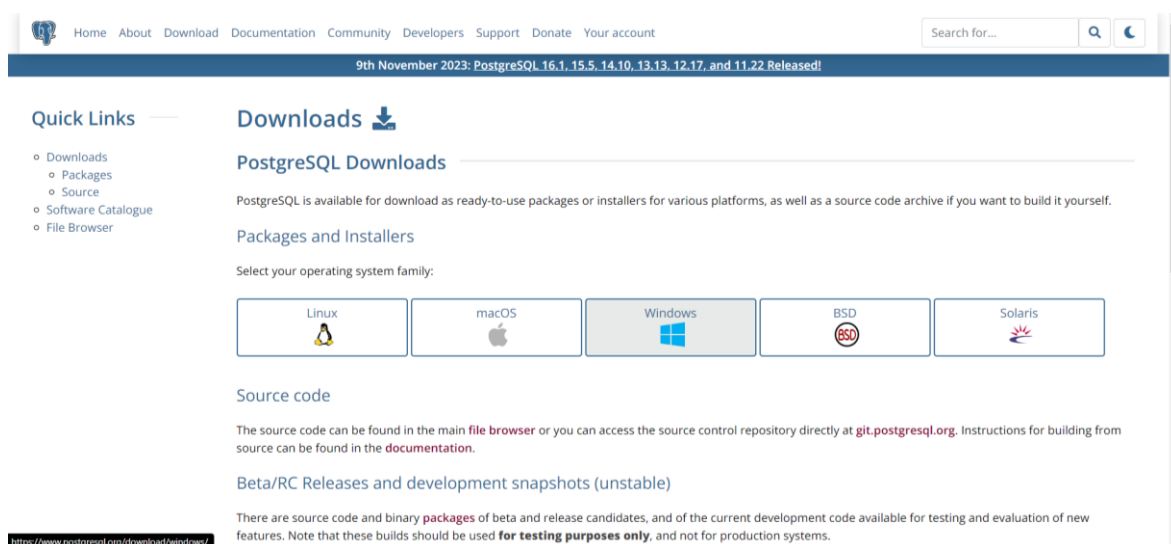 Home About Download Documentation Community Developers Support Donate Your account
Search for...
9th November 2023: PostgreSQL 16.1, 15.5, 14.10, 13.13, 12.17, and 11.22 Released!
Quick Links
Downloads
Packages
Source
Software Catalogue
File Browser
Downloads
PostgreSQL Downloads
PostgreSQL is available for download as ready-to-use packages or installers for various platforms, as well as a source code archive if you want to build it yourself.
Packages and Installers
Select your operating system family:
Linux
macOS
Windows
BSD
BSD
Solaris
Source code
The source code can be found in the main file browser or you can access the source control repository directly at git.postgresql.org. Instructions for building from
source can be found in the documentation.
Beta/RC Releases and development snapshots (unstable)
There are source code and binary packages of beta and release candidates, and of the current development code available for testing and evaluation of new
features. Note that these builds should be used for testing purposes only, and not for production systems.
https://www.postgresql.org/download/windows/